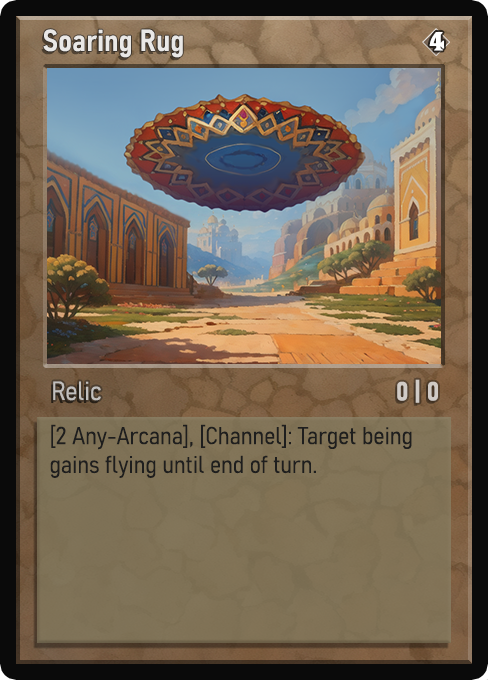 Soaring Rug 4
Relic 0|0
[2 Any-Arcana], [Channel]: Target being
gains flying until end of turn.